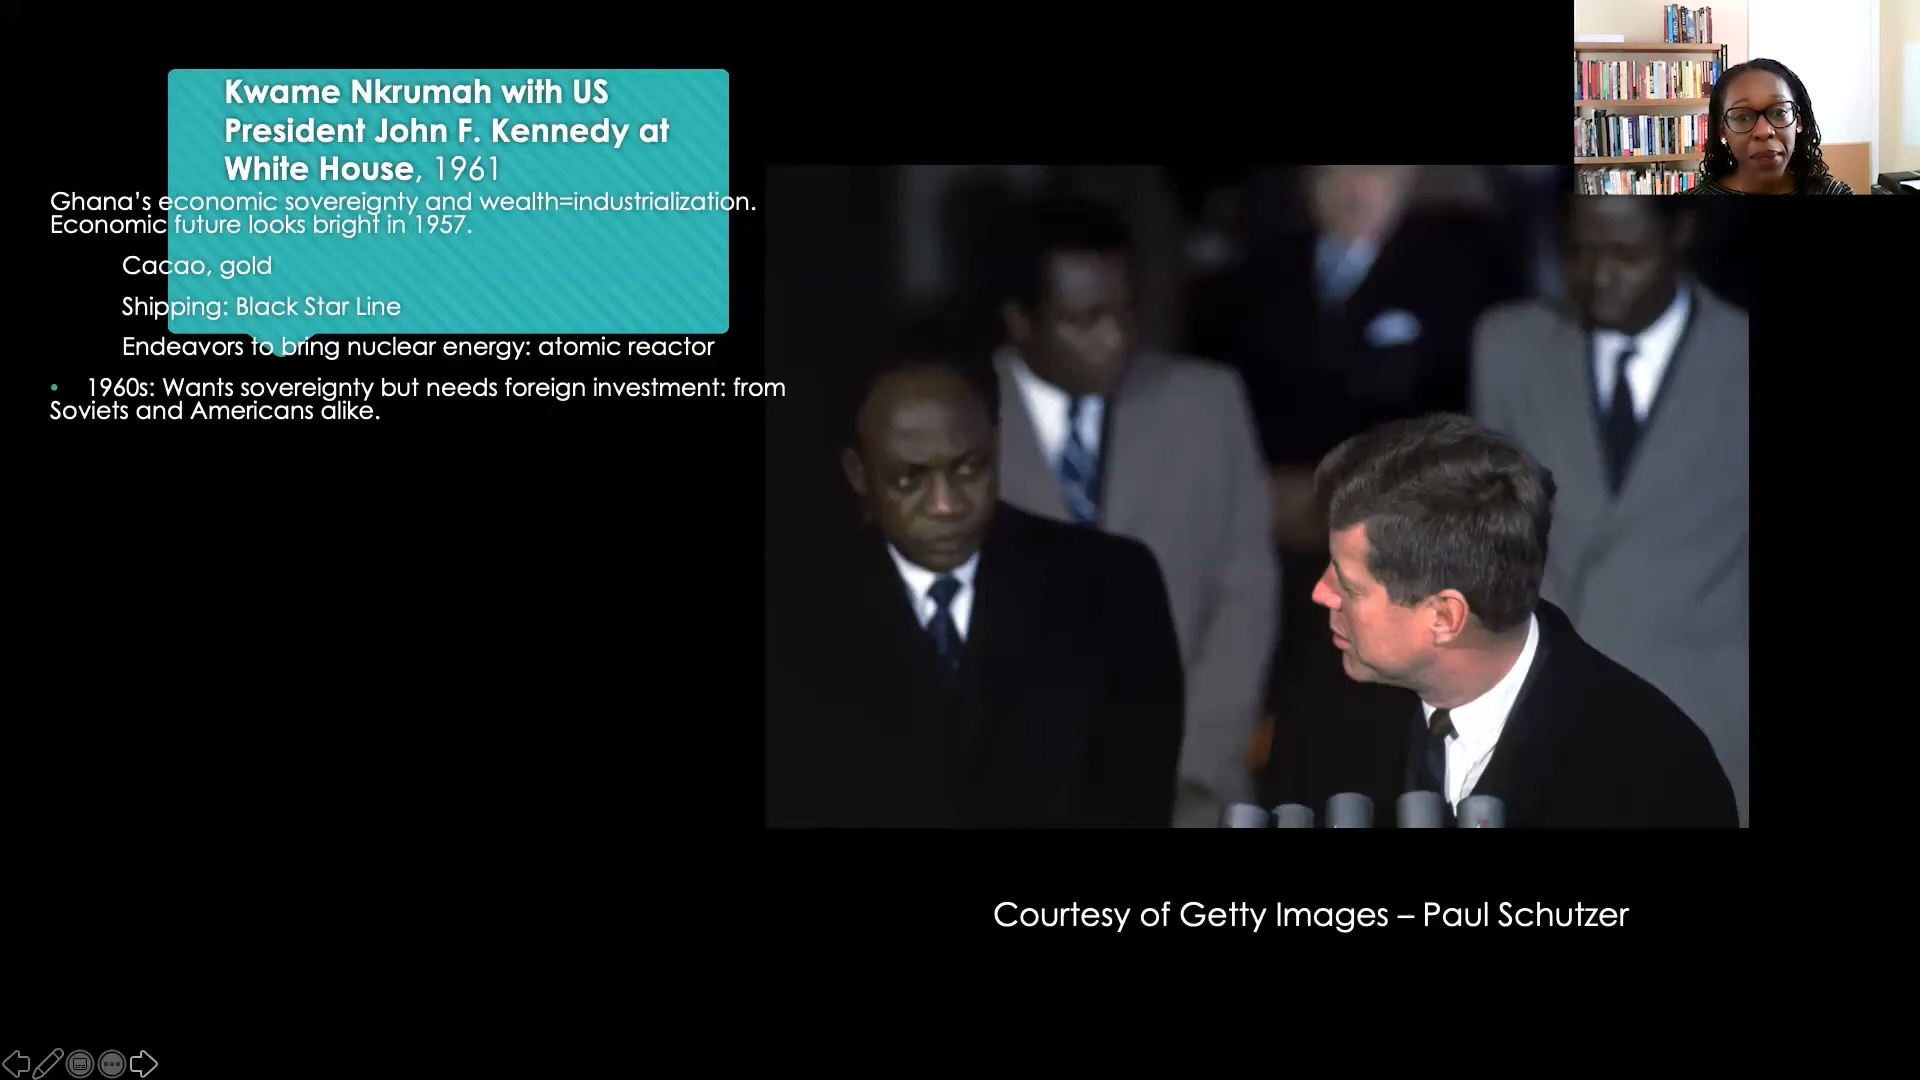 Kwame Nkrumah with US
President John F. Kennedy at
White House, 1961
Ghana's economic sovereignty and wealth=industrialization.
Economic future looks bright in 1957.
Cacao, gold
Shipping: Black Star Line
Endeavors to bring nuclear energy: atomic reactor
• 1960s: Wants sovereignty but needs foreign investment: from
Soviets and Americans alike.
Courtesy of Getty Images – Paul Schutzer